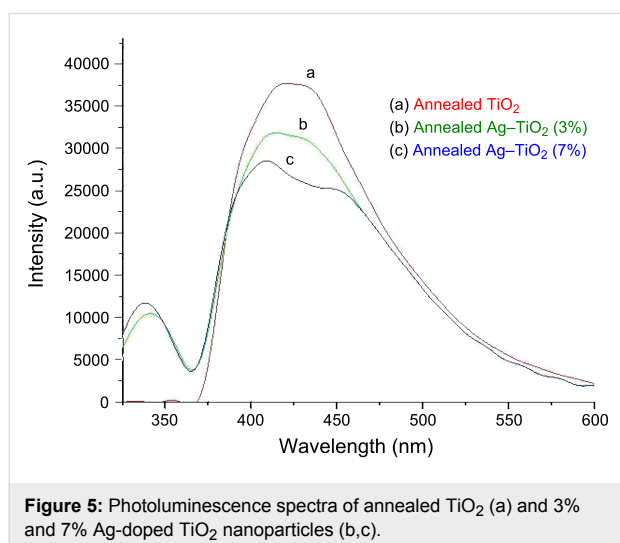 40000
35000
30000
25000
20000
15000
10000
5000
0
Intensity (a.u.)
a
b
c
(a) Annealed TiO2
(b) Annealed Ag–TiO2 (3%)
(c) Annealed Ag–TiO2 (7%)
350 400 450 500 550 600
Wavelength (nm)
Figure 5: Photoluminescence spectra of annealed TiO2 (a) and 3%
and 7% Ag-doped TiO2 nanoparticles (b,c).